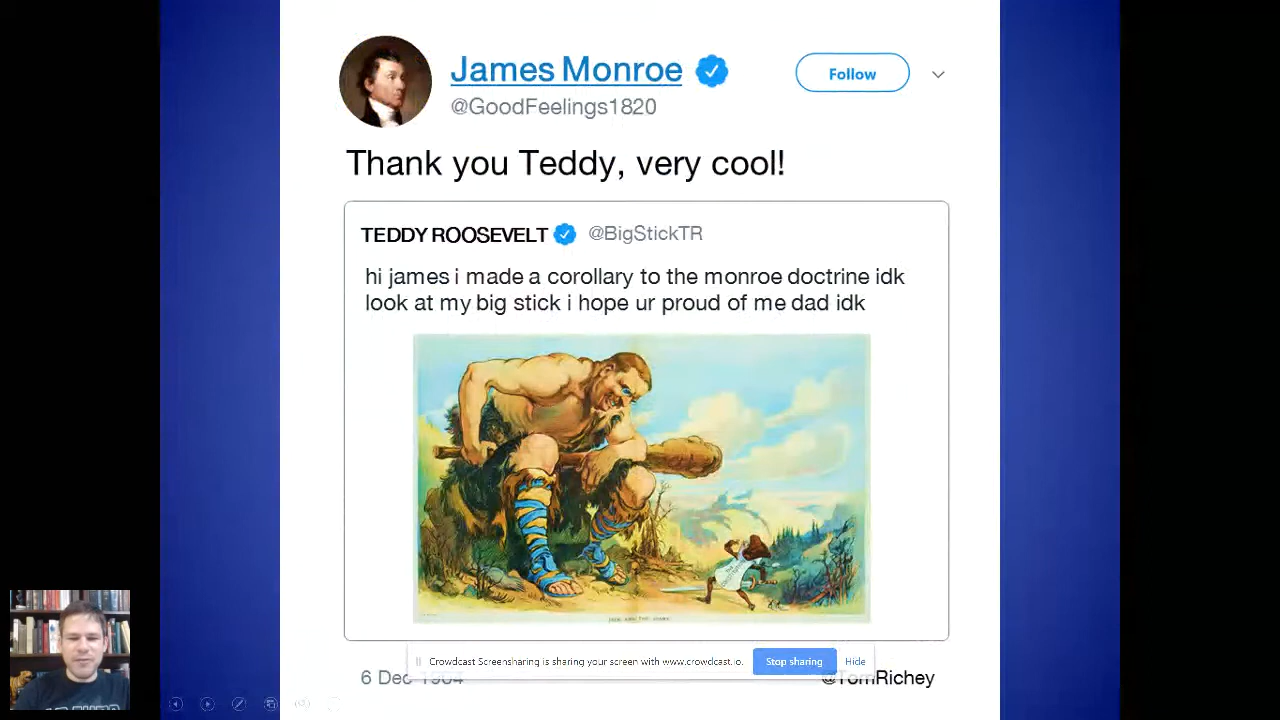 James Monroe
Follow
@GoodFeelings1820
Thank you Teddy, very cool!
TEDDY ROOSEVELT @BigStickTR
hi james i made a corollary to the monroe doctrine idk
look at my big stick i hope ur proud of me dad idk
Crowdcast Screensharing is sharing your screen with www.crowdcast.io.
Stop sharing
Hide
6 Dec 1904
@TomRichey